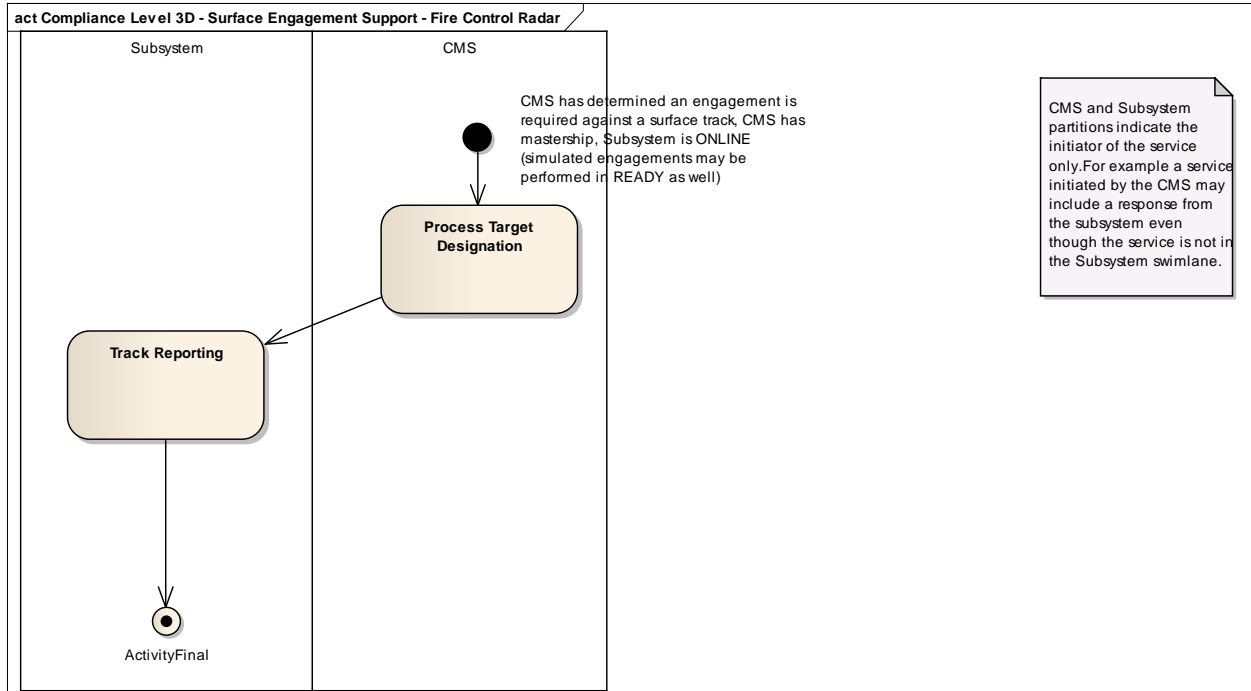 act Compliance Level 3D - Surface Engagement Support - Fire Control Radar
Subsystem
CMS
CMS has determined an engagement is
required against a surface track, CMS has
mastership, Subsystem is ONLINE
(simulated engagements may be
performed in READY as well)
CMS and Subsystem
partitions indicate the
initiator of the service
only.For example a service
initiated by the CMS may
include a response from
the subsystem even
though the service is not in
the Subsystem swimlane.
Process Target
Designation
Track Reporting
ActivityFinal